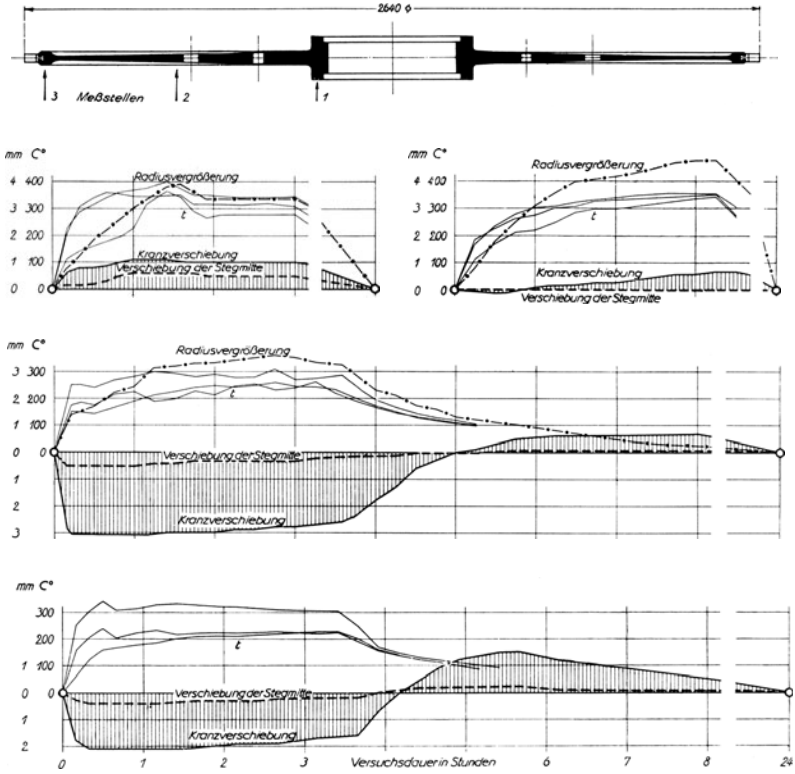 2640 ϕ
3 Meßstellen 2 1
mm C°
Radiusvergrößerung
4 400
3 300
2 200
100
0 0
t
Kranzverschiebung
Verschiebung der Stegmitte
mm C°
Radiusvergrößerung
4 400
3 300
2 200
100
0 0
t
Kranzverschiebung
Verschiebung der Stegmitte
mm C°
Radiusvergrößerung
3 300
2 200
1 100
0 0
1
2
3
t
Verschiebung der Stegmitte
Kranzverschiebung
mm C°
300
200
1 100
0 0
1
2
t
Verschiebung der Stegmitte
Kranzverschiebung
0 1 2 3 Versuchsdauer in Stunden 6 7 8 24